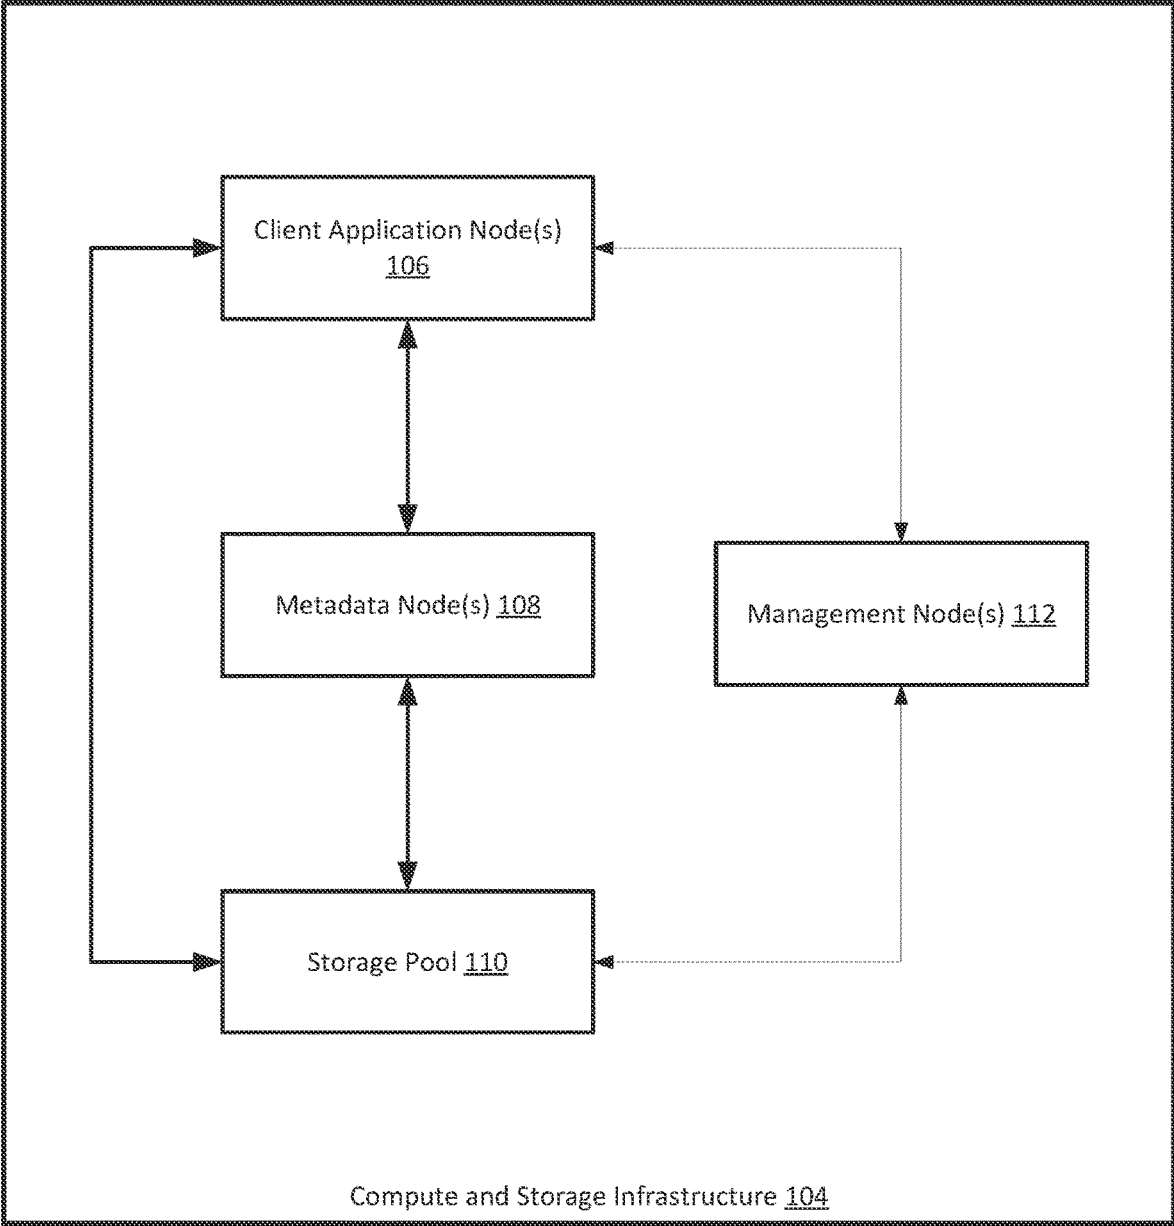 Client Application Node(s)
106
Metadata Node(s) 108
Management Node(s) 112
Storage Pool 110
Compute and Storage Infrastructure 104